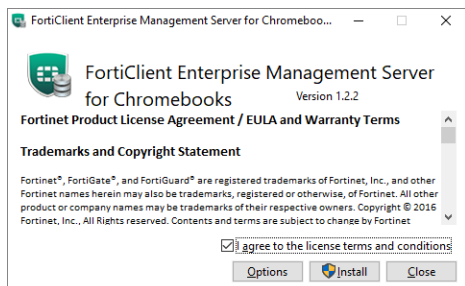 FortiClient Enterprise Management Server for Chromeboo...
FortiClient Enterprise Management Server
for Chromebooks
Version 1.2.2
Fortinet Product License Agreement / EULA and Warranty Terms
Trademarks and Copyright Statement
Fortinet®, FortiGate®, and FortiGuard® are registered trademarks of Fortinet, Inc., and other
Fortinet names herein may also be trademarks, registered or otherwise, of Fortinet. All other
product or company names may be trademarks of their respective owners. Copyright © 2016
Fortinet, Inc., All Rights reserved. Contents and terms are subject to change by Fortinet
I agree to the license terms and conditions
Options Install Close